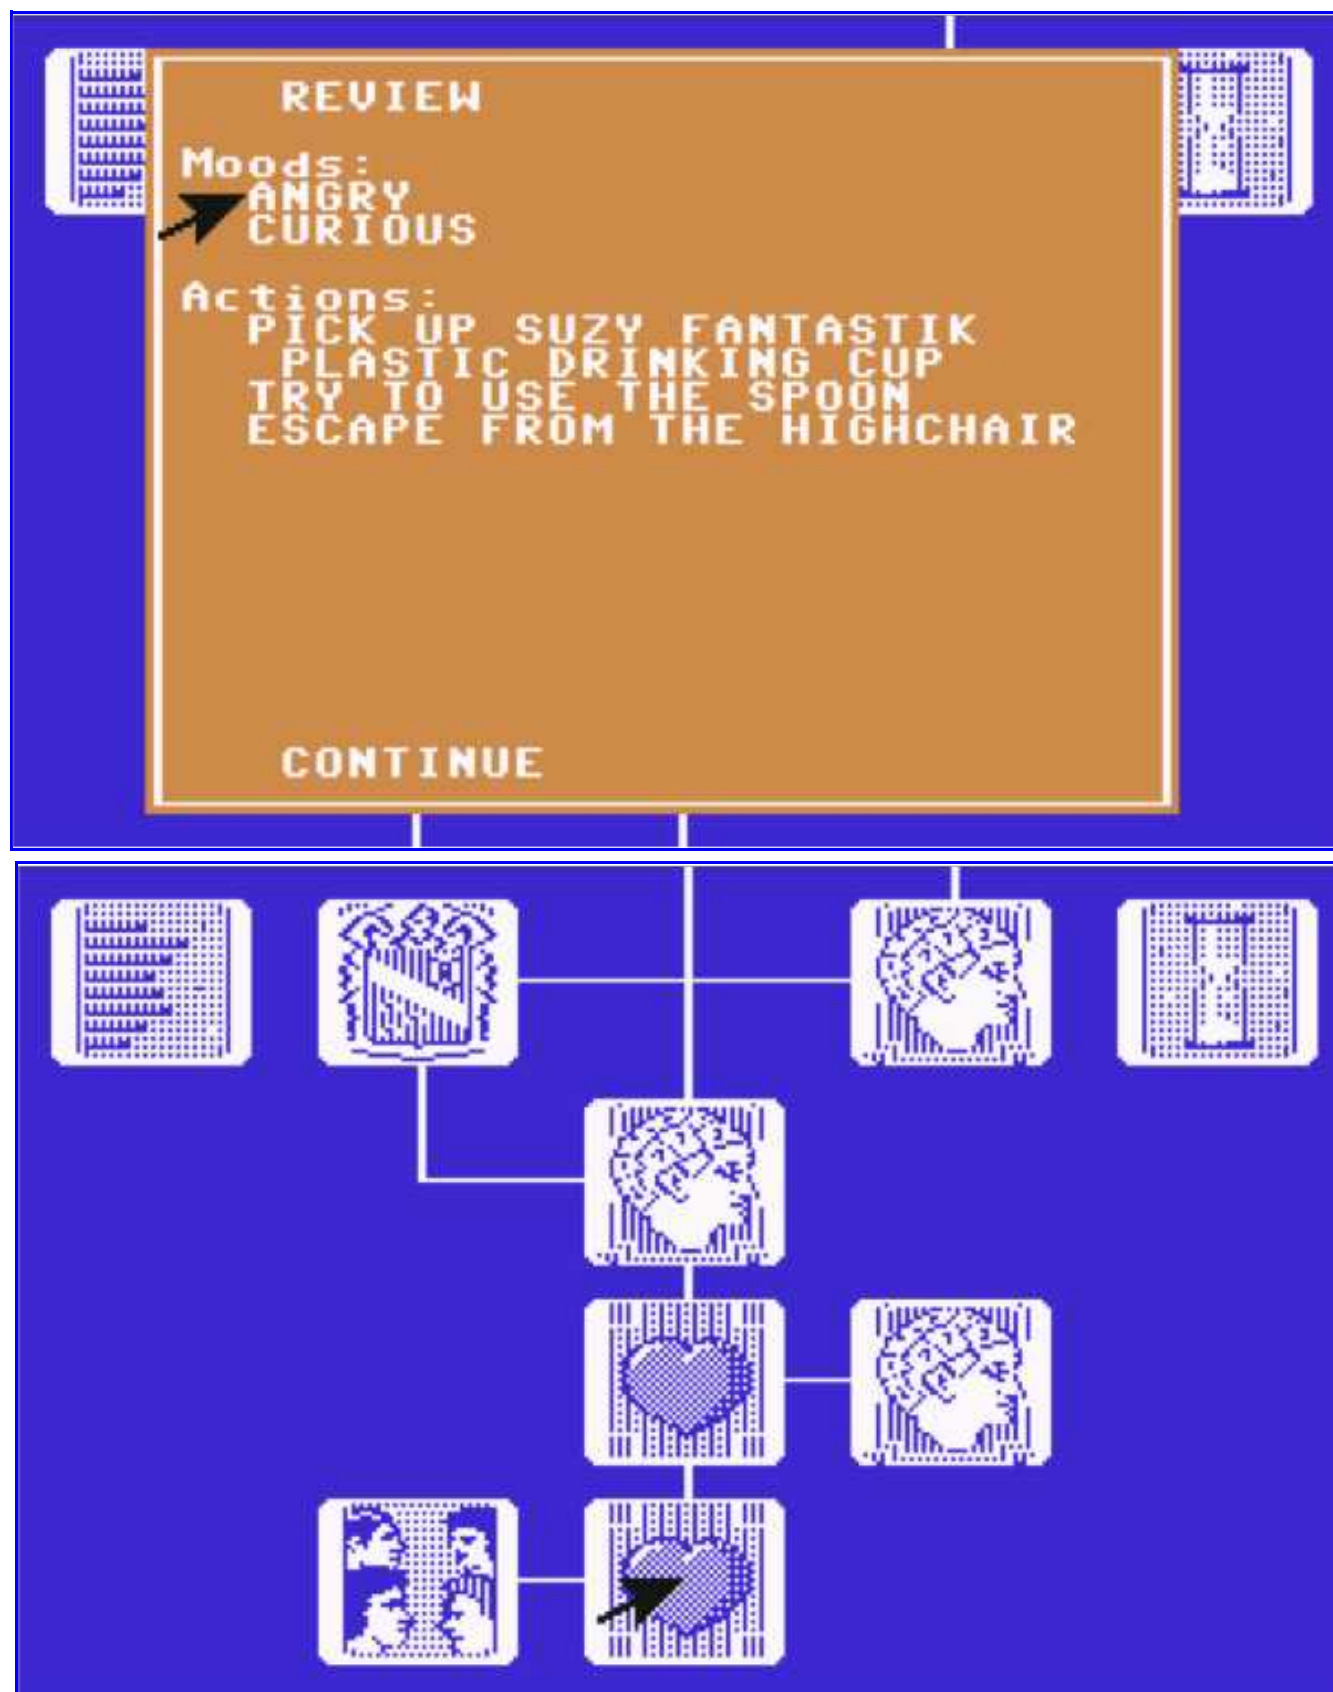 REVIEW
Moods:
ANGRY
CURIOUS
Actions:
PICK UP SUZY FANTASTIK
PLASTIC DRINKING CUP
TRY TO USE THE SPOON
ESCAPE FROM THE HIGHCHAIR
CONTINUE